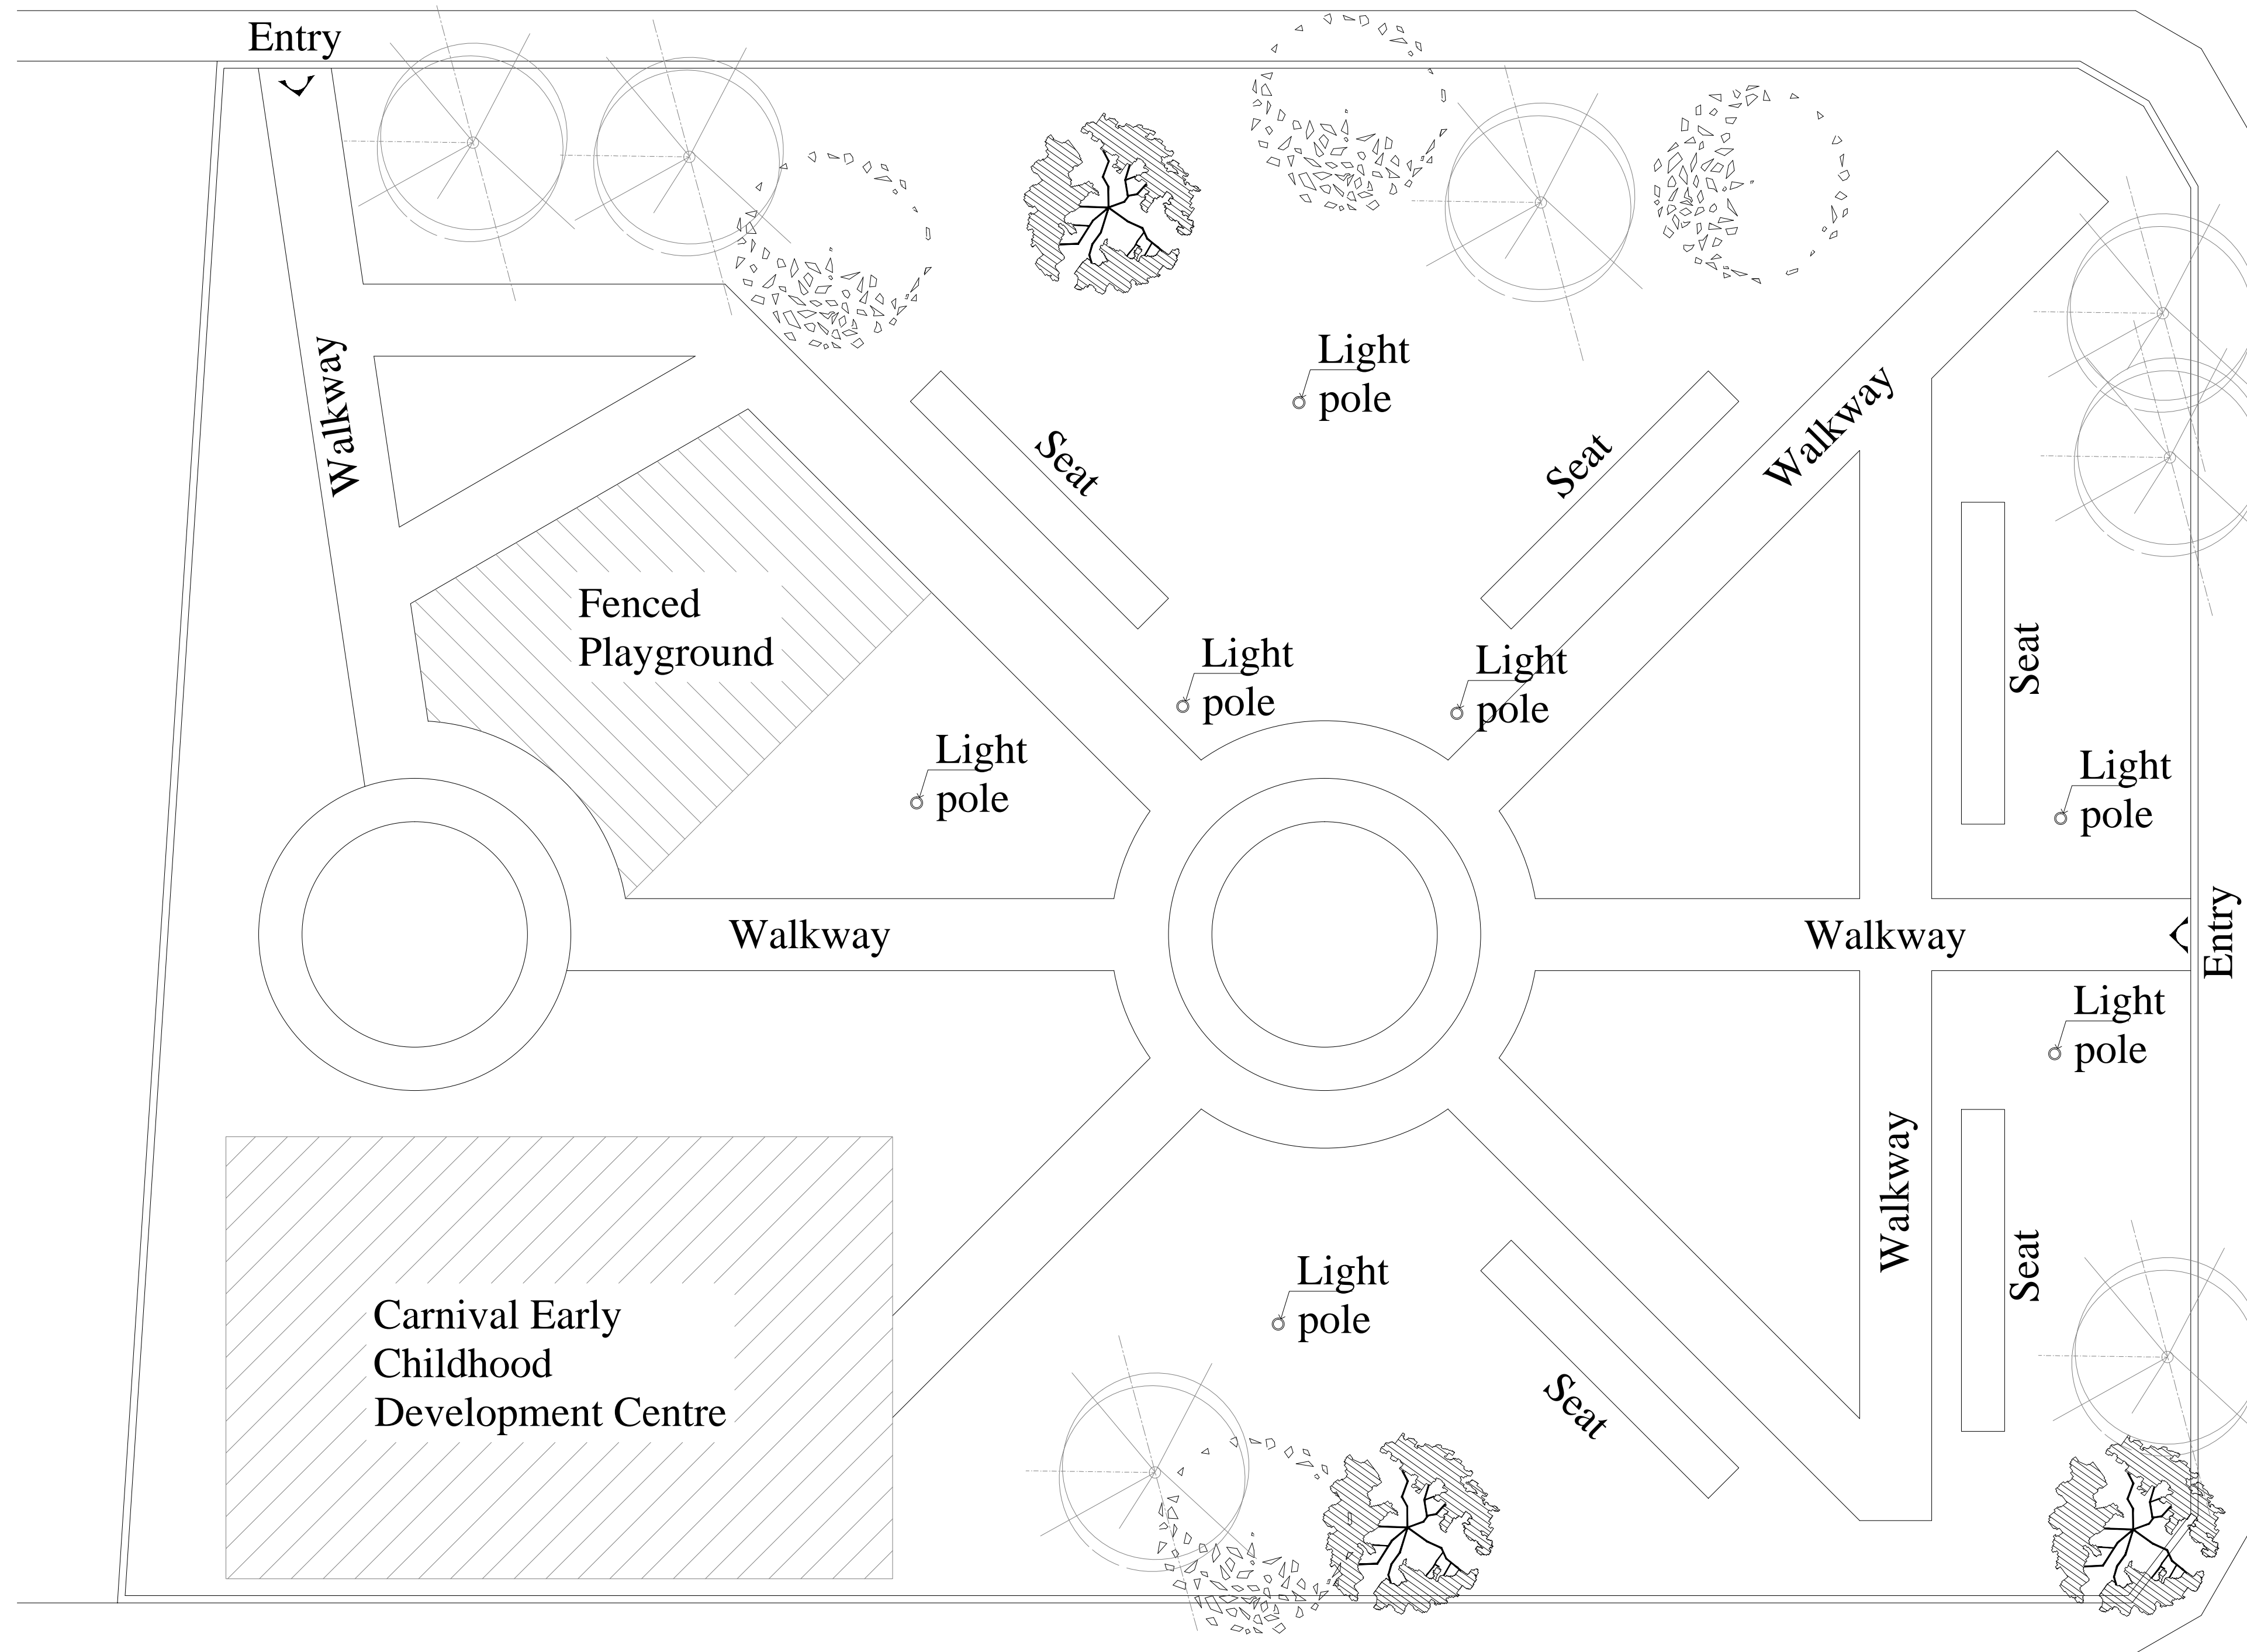 Entry
Walkway
Light
pole
Seat
Seat
Walkway
Fenced
Playground
Light
pole
Light
pole
Seat
Light
pole
Light
pole
Walkway
Walkway
Entry
Light
pole
Walkway
Seat
Light
pole
Seat
Carnival Early
Childhood
Development Centre